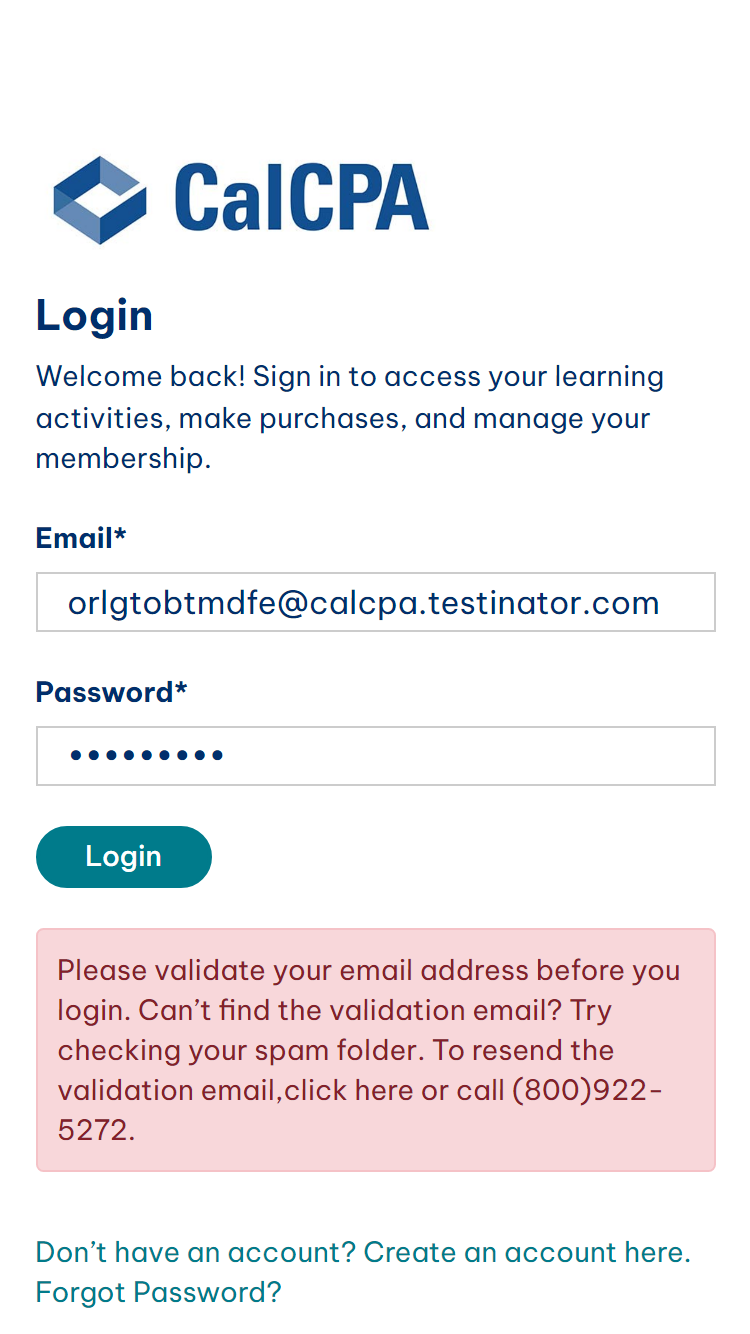 CalCPA
Login
Welcome back! Sign in to access your learning
activities, make purchases, and manage your
membership.
Email*
orlgtobtmdfe@calcpa.testinator.com
Password*
•••••••••
Login
Please validate your email address before you
login. Can’t find the validation email? Try
checking your spam folder. To resend the
validation email,click here or call (800)922-
5272.
Don’t have an account? Create an account here.
Forgot Password?